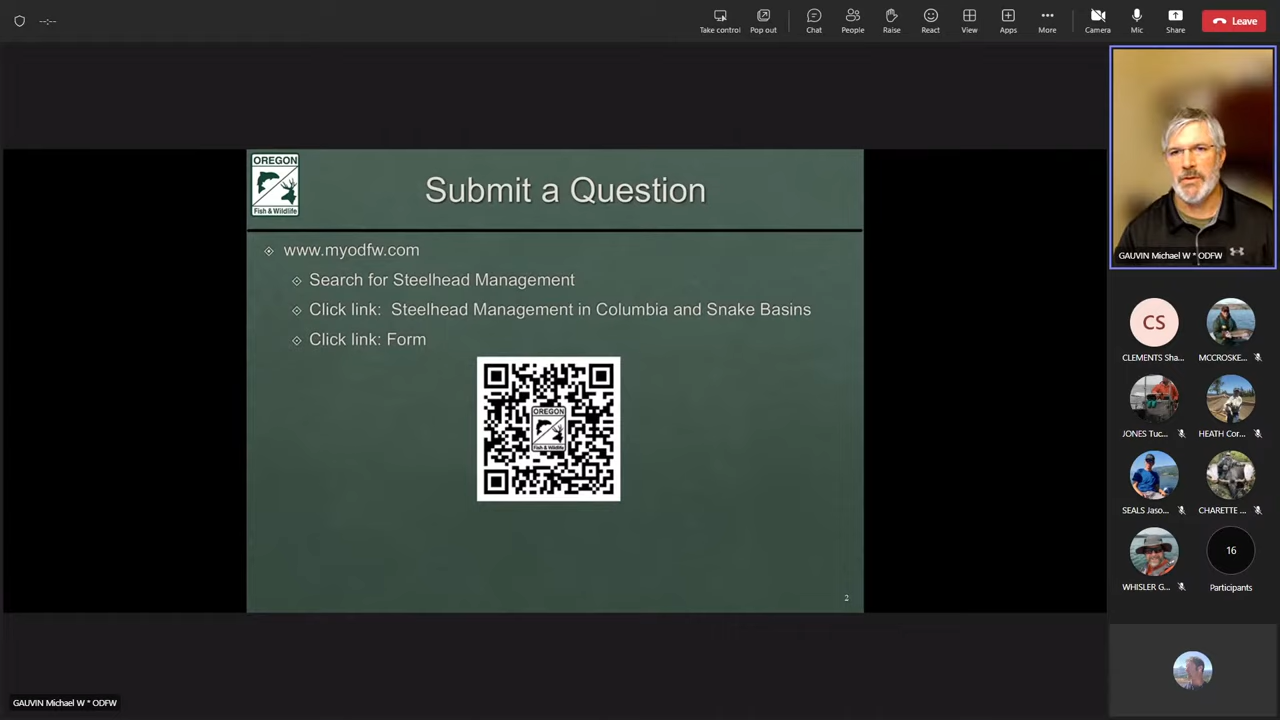 --:--
Take control
Pop out
Chat
People
Raise
React
View
Apps
More
Camera
Mic
Share
Leave
OREGON
Fish & Wildlife
Submit a Question
www.myodfw.com
Search for Steelhead Management
Click link: Steelhead Management in Columbia and Snake Basins
Click link: Form
OREGON
Fish & Wildlife
2
GAUVIN Michael W * ODFW
CS
CLEMENTS Sha...
MCCROSKE...
JONES Tuc...
HEATH Cor...
SEALS Jaso...
CHARETTE ...
WHISLER G...
16
Participants
GAUVIN Michael W * ODFW